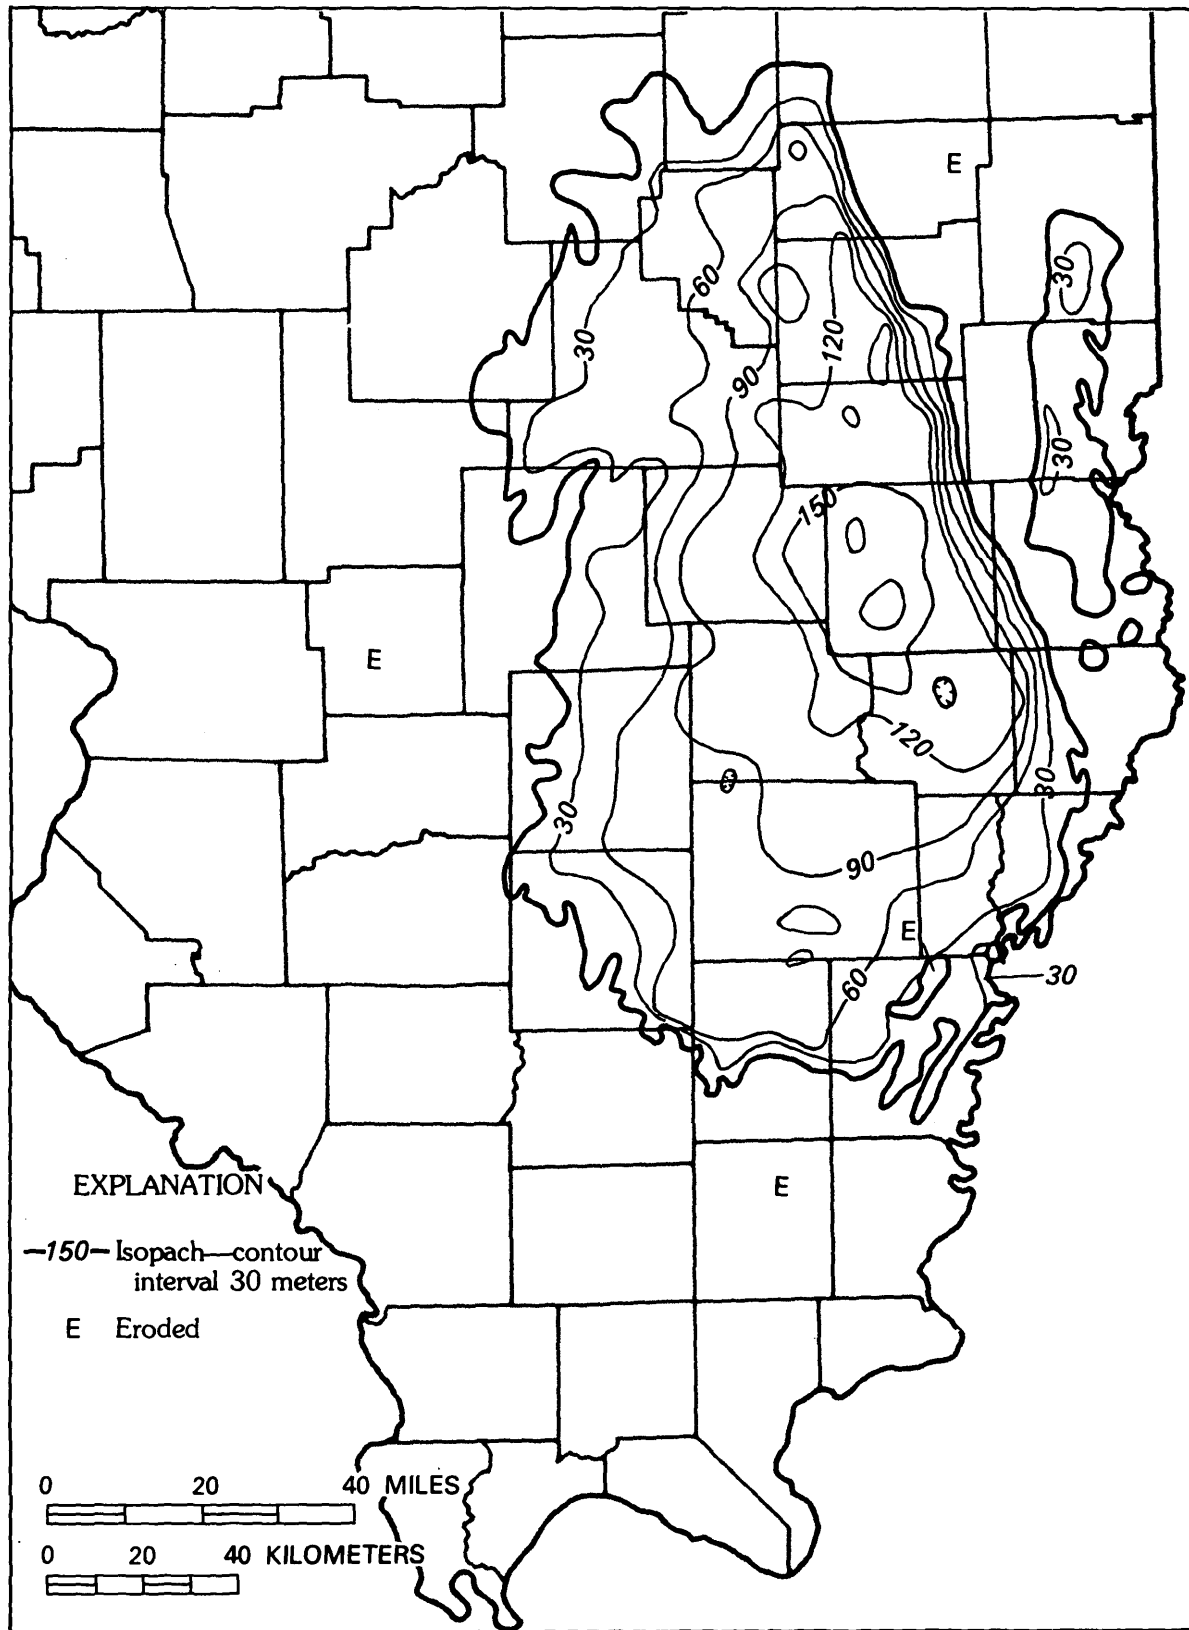 E
30
60
30
120
90
30
150
E
120
30
30
90
E
30
60
EXPLANATION
E
—150— Isopach—contour
interval 30 meters
E Eroded
0 20 40 MILES
0 20 40 KILOMETERS